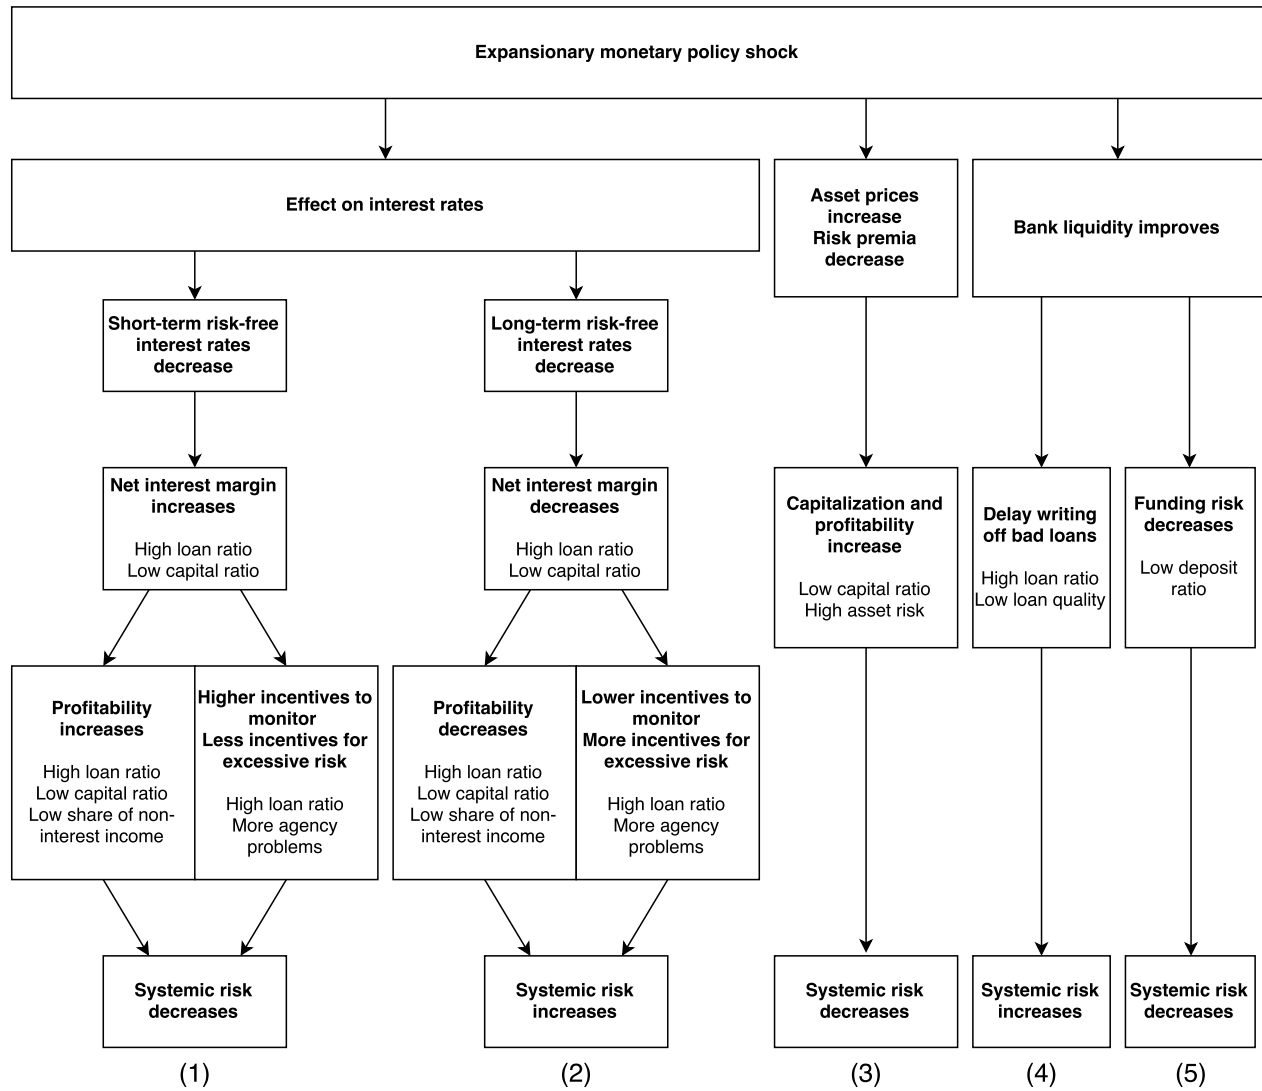 Expansionary monetary policy shock
Effect on interest rates
Asset prices
increase
Risk premia
decrease
Bank liquidity improves
Short-term risk-free
interest rates
decrease
Long-term risk-free
interest rates
decrease
Net interest margin
increases
High loan ratio
Low capital ratio
Net interest margin
decreases
High loan ratio
Low capital ratio
Capitalization and
profitability
increase
Low capital ratio
High asset risk
Delay writing
off bad loans
High loan ratio
Low loan quality
Funding risk
decreases
Low deposit
ratio
Profitability
increases
High loan ratio
Low capital ratio
Low share of non-
interest income
Higher incentives to
monitor
Less incentives for
excessive risk
High loan ratio
More agency
problems
Profitability
decreases
High loan ratio
Low capital ratio
Low share of non-
interest income
Lower incentives to
monitor
More incentives for
excessive risk
High loan ratio
More agency
problems
Systemic risk
decreases
Systemic risk
increases
Systemic risk
decreases
Systemic risk
increases
Systemic risk
decreases
(1)
(2)
(3)
(4)
(5)